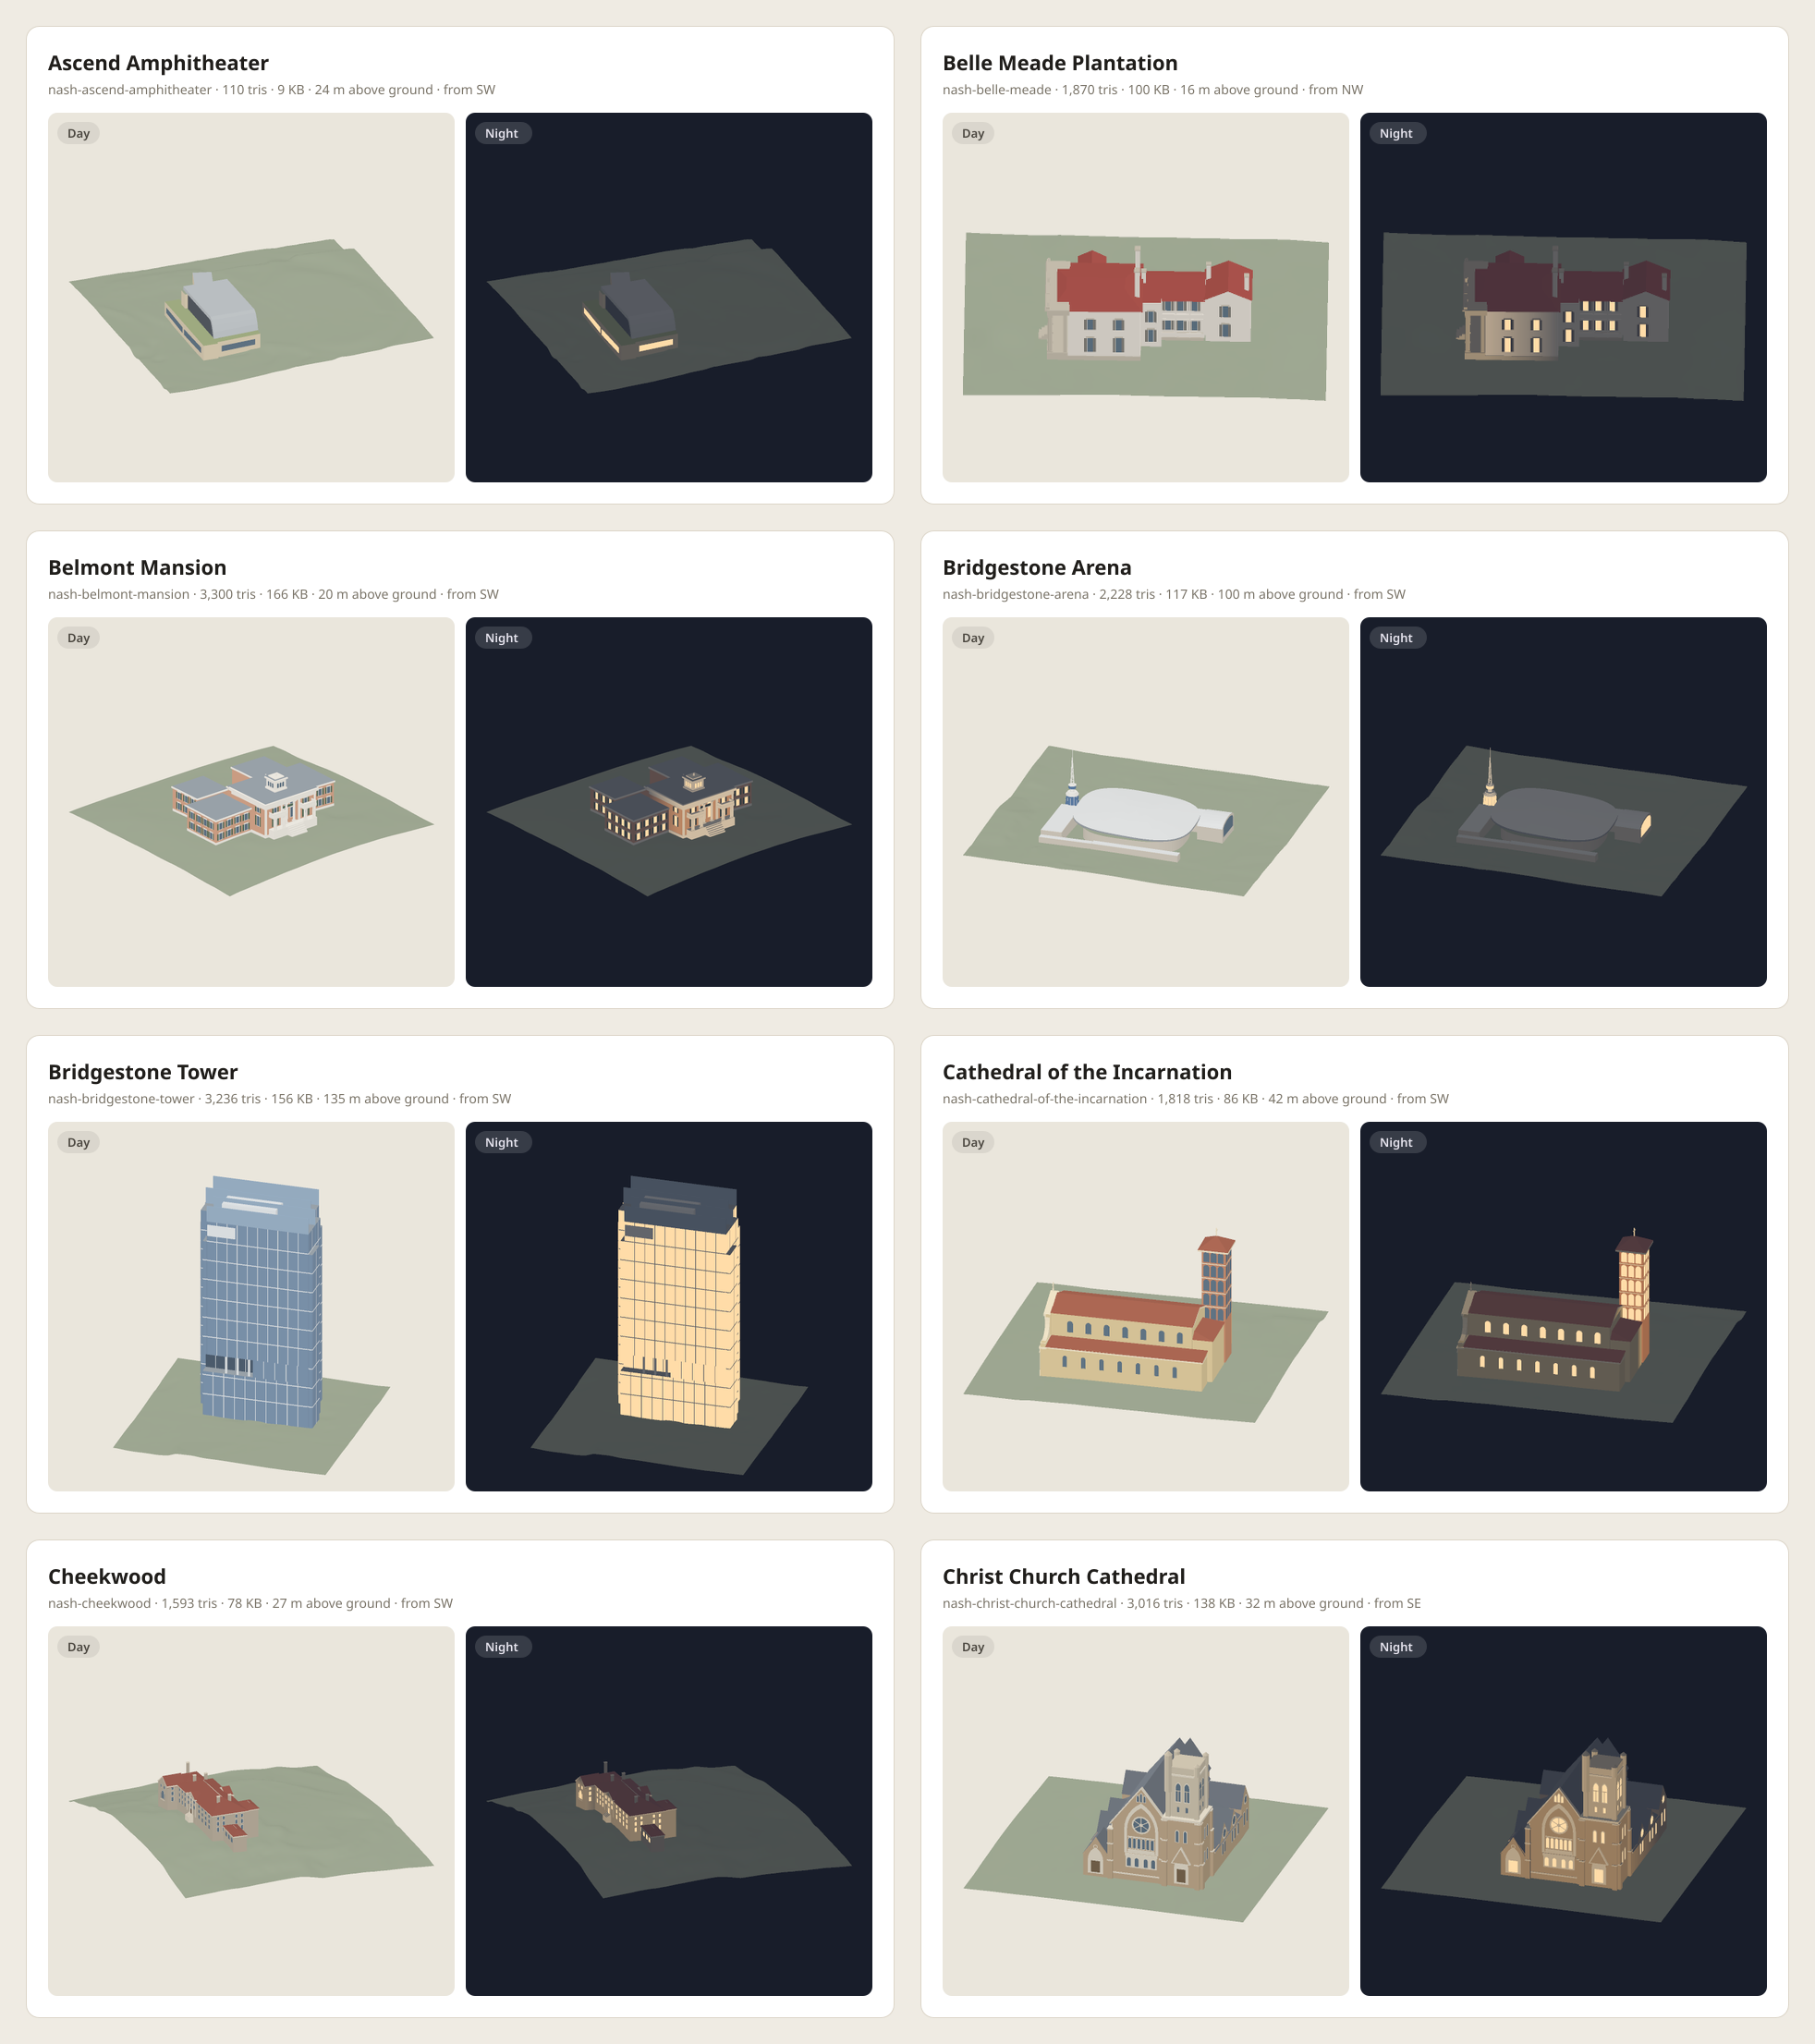 Ascend Amphitheater
nash-ascend-amphitheater · 110 tris · 9 KB · 24 m above ground · from SW
Day
Night
Belle Meade Plantation
nash-belle-meade · 1,870 tris · 100 KB · 16 m above ground · from NW
Day
Night
Belmont Mansion
nash-belmont-mansion · 3,300 tris · 166 KB · 20 m above ground · from SW
Day
Night
Bridgestone Arena
nash-bridgestone-arena · 2,228 tris · 117 KB · 100 m above ground · from SW
Day
Night
Bridgestone Tower
nash-bridgestone-tower · 3,236 tris · 156 KB · 135 m above ground · from SW
Day
Night
Cathedral of the Incarnation
nash-cathedral-of-the-incarnation · 1,818 tris · 86 KB · 42 m above ground · from SW
Day
Night
Cheekwood
nash-cheekwood · 1,593 tris · 78 KB · 27 m above ground · from SW
Day
Night
Christ Church Cathedral
nash-christ-church-cathedral · 3,016 tris · 138 KB · 32 m above ground · from SE
Day
Night